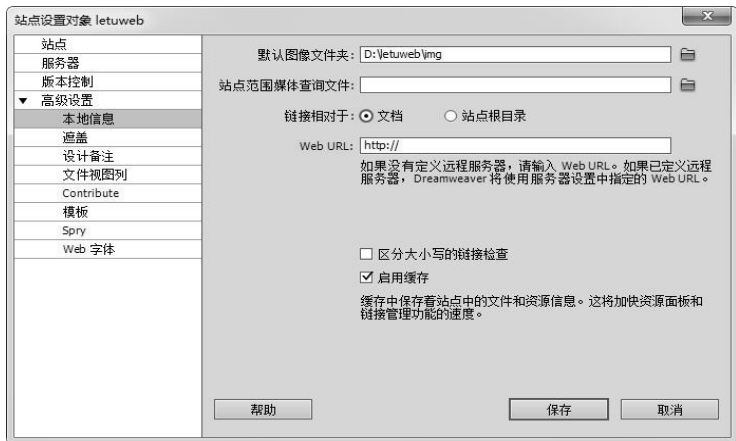 站点设置对象 letuweb
站点
服务器
版本控制
高级设置
本地信息
遮盖
设计备注
文件视图列
Contribute
模板
Spry
Web 字体
默认图像文件夹: D:\letuweb\img
站点范围媒体查询文件:
链接相对于: 文档 站点根目录
Web URL: http://
如果没有定义远程服务器，请输入 Web URL。如果已定义远程
服务器，Dreamweaver 将使用服务器设置中指定的 Web URL。
区分大小写的链接检查
启用缓存
缓存中保存着站点中的文件和资源信息。这将加快资源面板和
链接管理功能的速度。
帮助 保存 取消